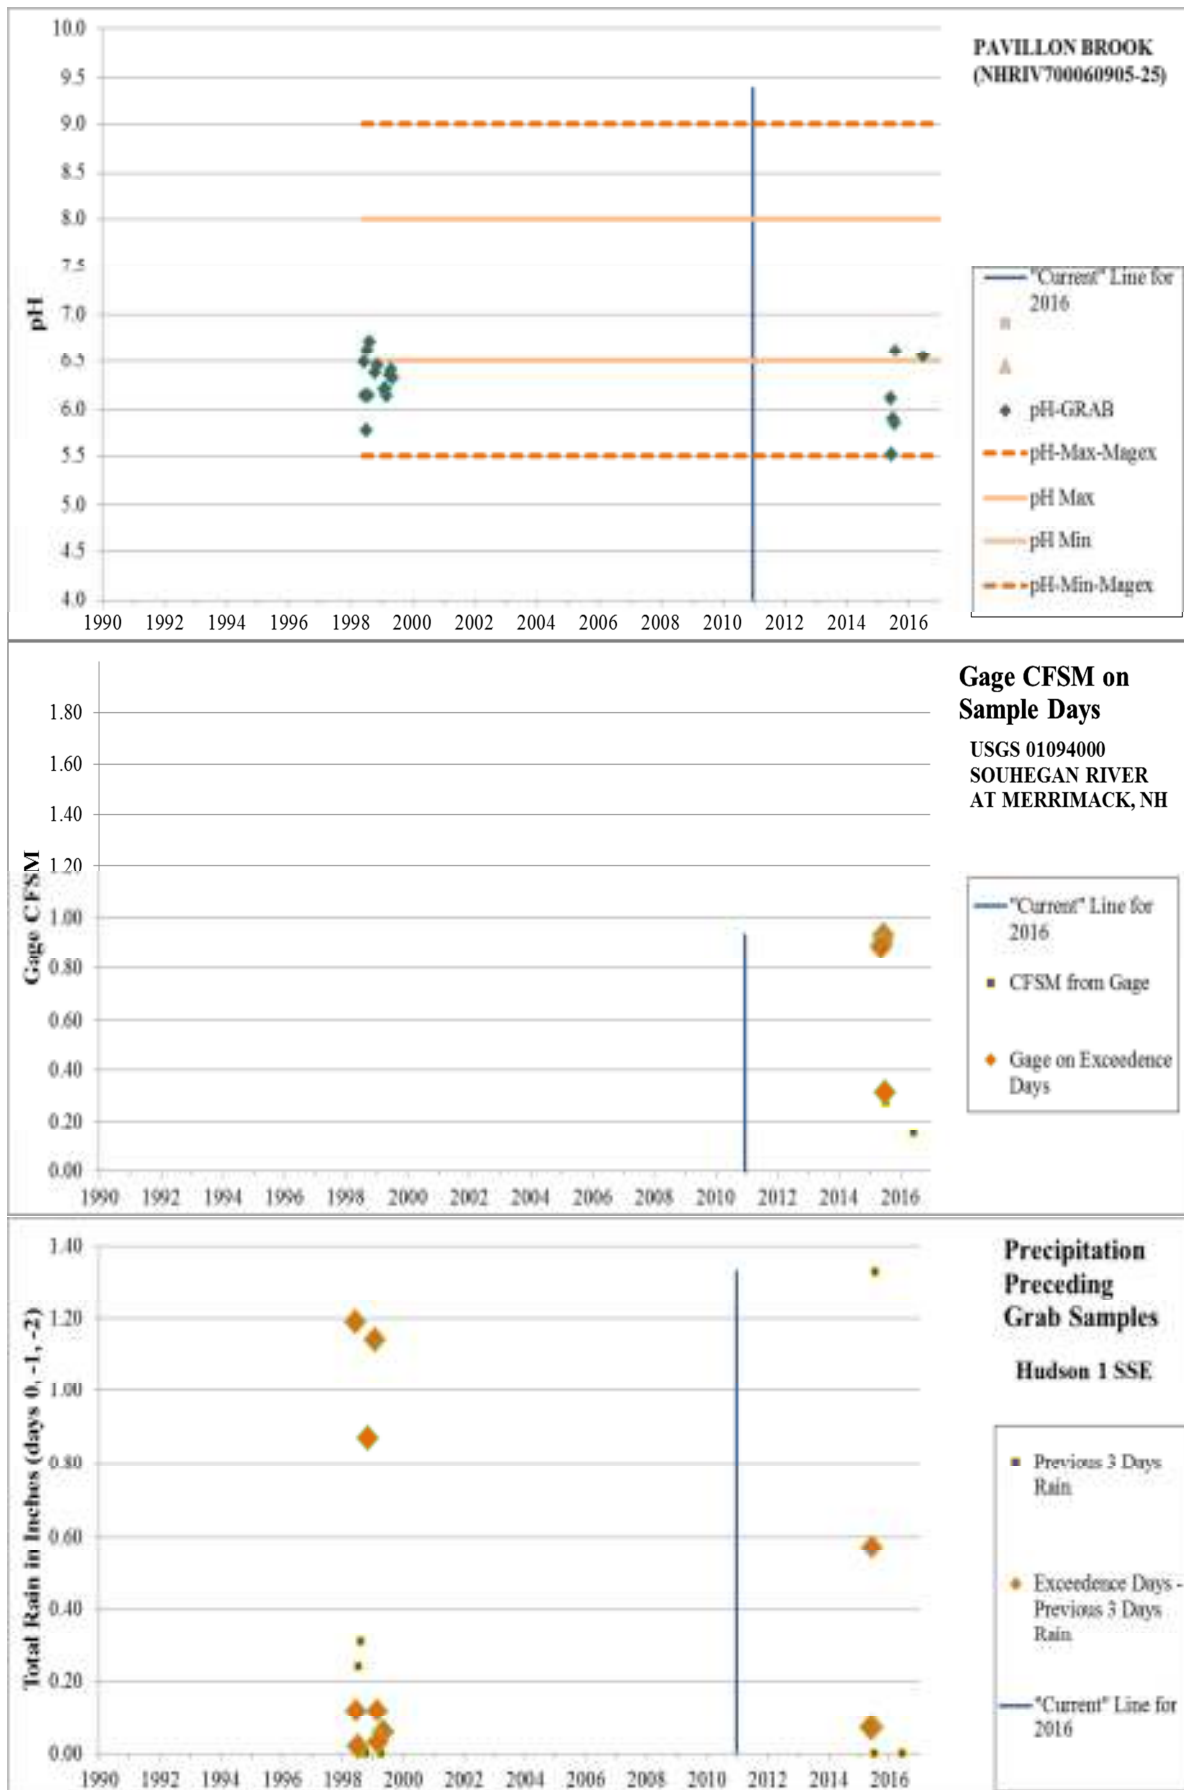 10.0
9.5
9.0
8.5
8.0
7.5
7.0
6.5
6.0
5.5
5.0
4.5
4.0
pH
1990 1992 1994 1996 1998 2000 2002 2004 2006 2008 2010 2012 2014 2016
PAVILLON BROOK
(NHRIV700060905-25)
"Current" Line for
2016
pH-GRAB
pH-Max-Magex
pH Max
pH Min
pH-Min-Magex
1.80
1.60
1.40
1.20
1.00
0.80
0.60
0.40
0.20
0.00
Gage CFSM
1990 1992 1994 1996 1998 2000 2002 2004 2006 2008 2010 2012 2014 2016
Gage CFSM on
Sample Days
USGS 01094000
SOUHEGAN RIVER
AT MERRIMACK, NH
"Current" Line for
2016
CFSM from Gage
Gage on Exceedence
Days
1.40
1.20
1.00
0.80
0.60
0.40
0.20
0.00
Total Rain in Inches (days 0, -1, -2)
1990 1992 1994 1996 1998 2000 2002 2004 2006 2008 2010 2012 2014 2016
Precipitation
Preceding
Grab Samples
Hudson 1 SSE
Previous 3 Days
Rain
Exceedence Days -
Previous 3 Days
Rain
"Current" Line for
2016